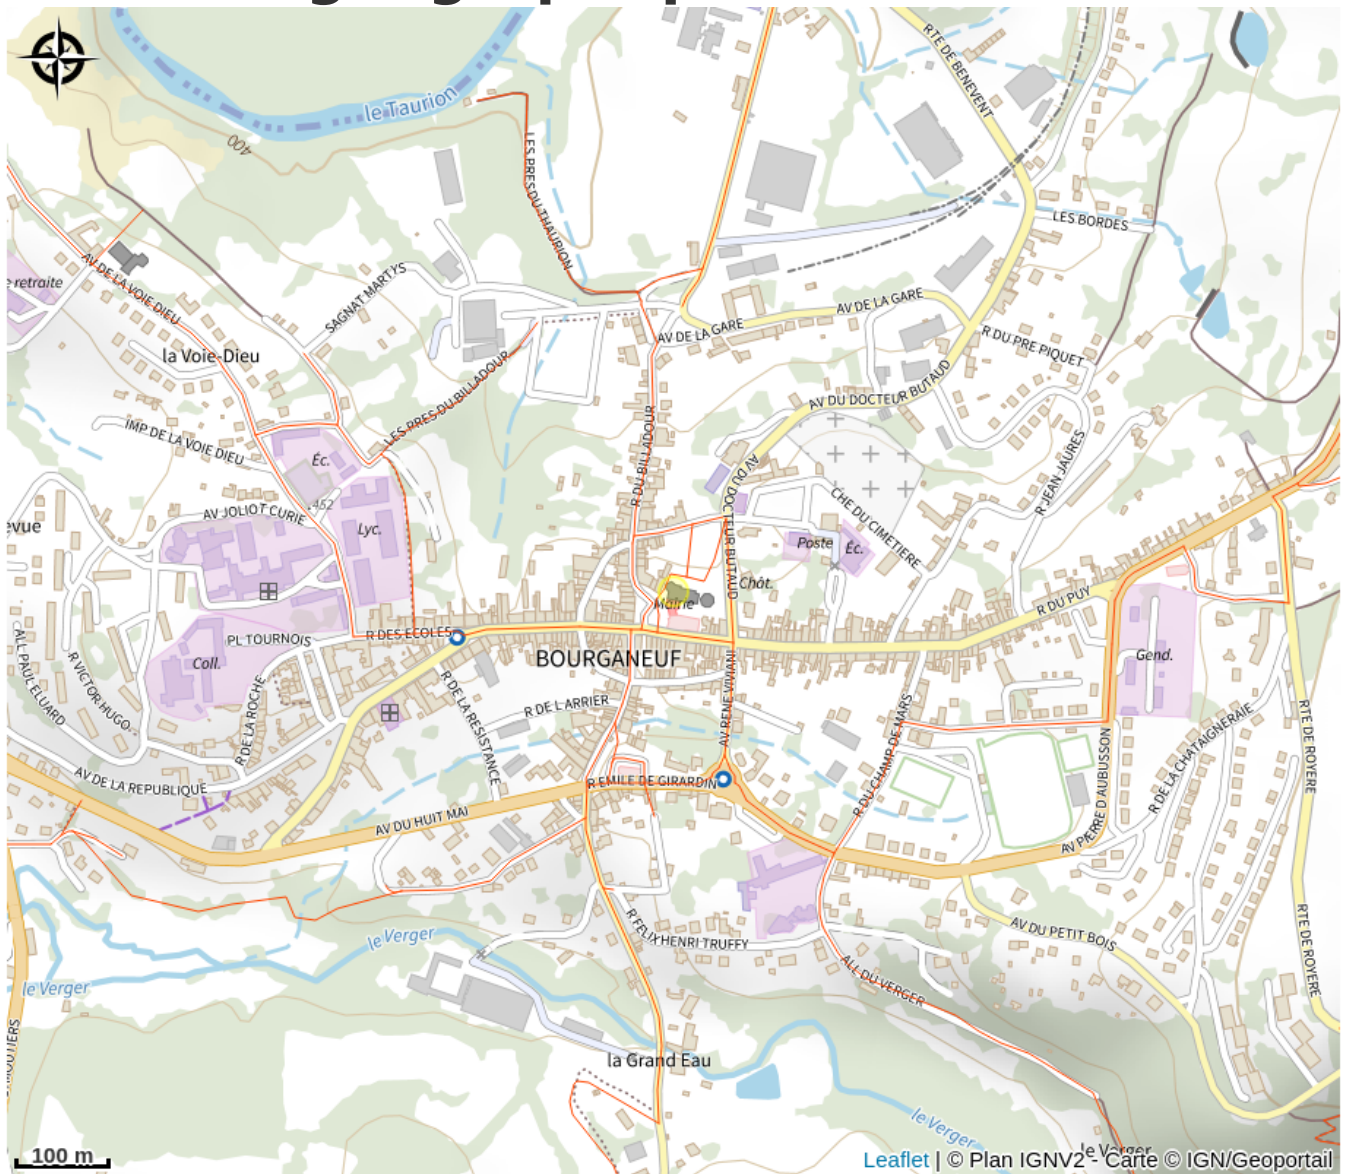 le Taurion
400
RTE DE BENEVENT
LES PRES DU THAURION
LES BORDES
AV DE LA VOIE DIEU
retraite
SAGNAT MARTYS
AV DE LA GARE
AV DE LA GARE
R DU PRE PIQUET
la Voie-Dieu
LES PRES DU BILLADOUR
AV DU DOCTEUR BUTAUD
IMP DE LA VOIE DIEU
R DU BILLADOUR
Éc.
452
AV DU DOCTEUR BUTAUD
R JEAN JAURES
CHE DU CIMETIERE
evue
AV JOLIOT CURIE
Lyc.
Poste
Éc.
Chât.
Mairie
R DU PUY
ALL PAUL ELUARD
R VICTOR HUGO
PL TOURNOIS
R DES ECOLES
Coll.
BOURGANEUF
Gend.
R DE LA ROCHE
R DE LA RESISTANCE
R DE L'ARRIER
AV RENE VIVIANI
R DU CHAMP DE MARS
AV DE LA REPUBLIQUE
R EMILE DE GIRARDIN
AV DU HUIT MAI
AV PIERRE D'AUBUSSON
R DE LA CHATAIGNERAIE
RTE DE ROYERE
R FELIX HENRI TRUFFY
AV DU PETIT BOIS
RTE DE ROYERE
le Verger
le Verger
ALL DU VERGER
MOUTIERS
la Grand Eau
le Verger
le Verger
100 m
Leaflet | © Plan IGNV2 - Carte © IGN/Geoportail